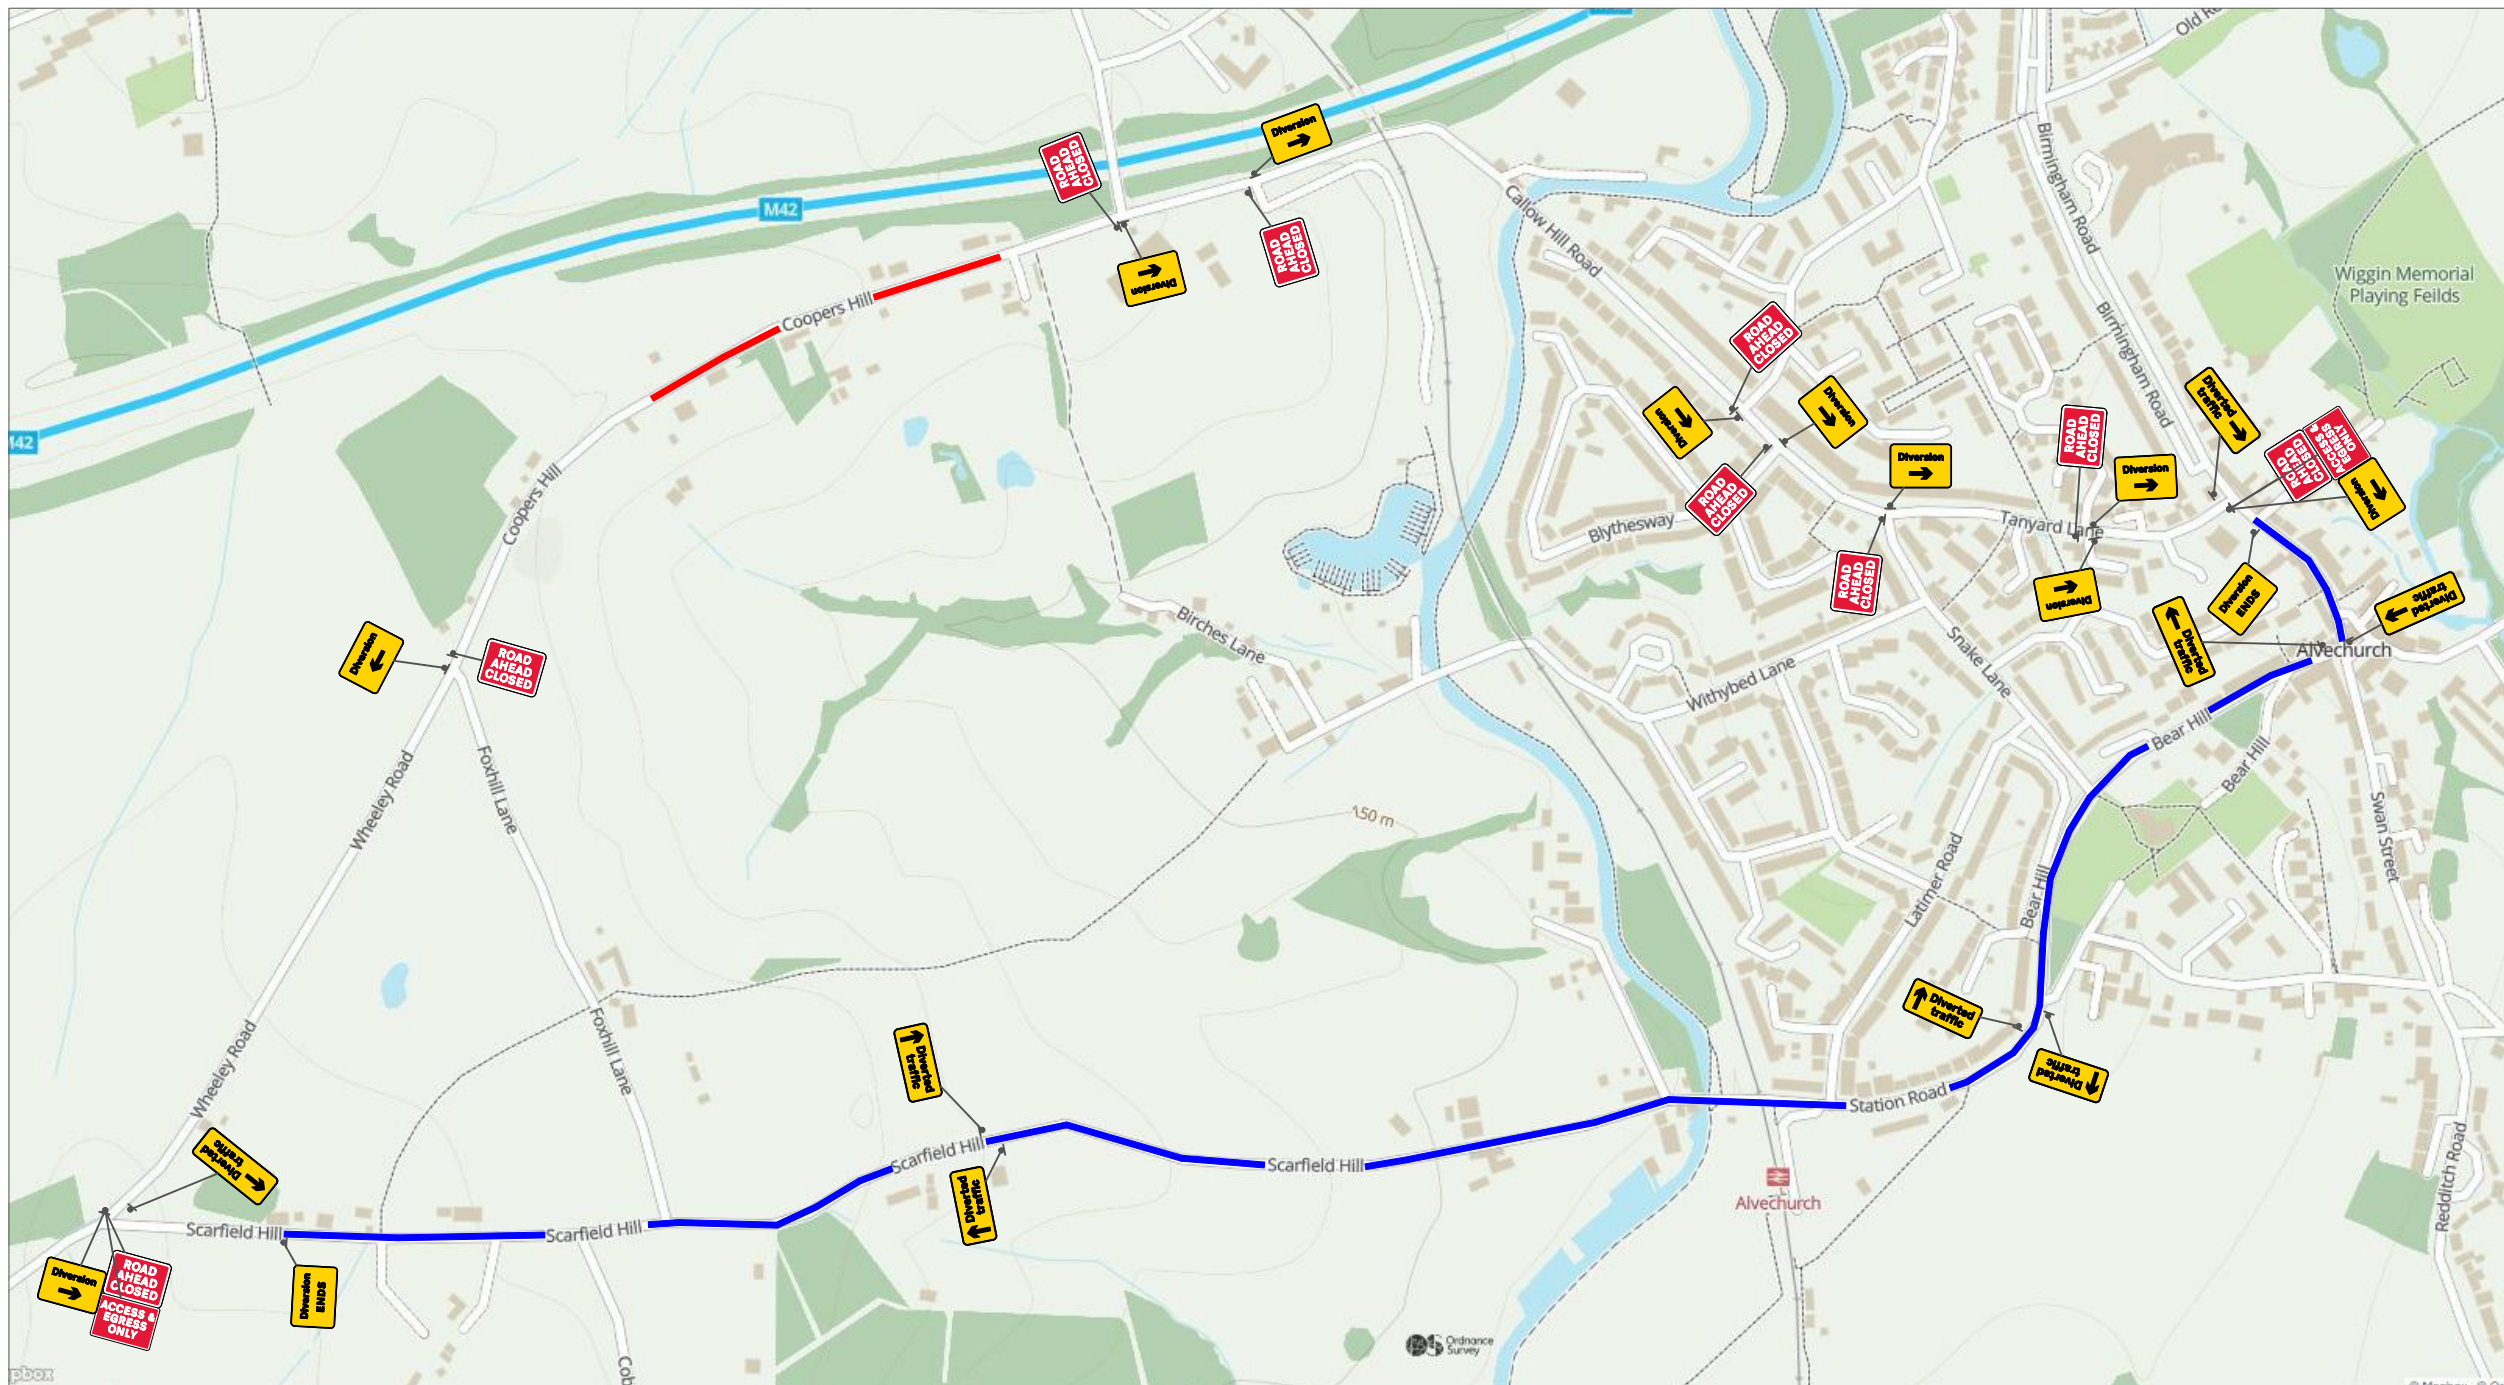 Old R
M42
M42
Diversion
ROAD
AHEAD
CLOSED
Diversion
ROAD
AHEAD
CLOSED
Callow Hill Road
Birmingham Road
Birmingham Road
Wiggin Memorial
Playing Feilds
Coopers Hill
Coopers Hill
ROAD
AHEAD
CLOSED
Diversion
Diversion
ROAD
AHEAD
CLOSED
Diversion
ROAD
AHEAD
CLOSED
Diversion
Diverted
traffic
ROAD
AHEAD
CLOSED
ACCESS &
EGRESS
ONLY
Diversion
Blythesway
Tanyard Lane
ROAD
AHEAD
CLOSED
Diversion
Diversion
ENDS
Diverted
traffic
Diverted
traffic
Alvechurch
Diversion
ROAD
AHEAD
CLOSED
Birches Lane
Withybed Lane
Snake Lane
Bear Hill
Bear Hill
Bear Hill
Swan Street
Latimer Road
Wheeley Road
Wheeley Road
Foxhill Lane
Foxhill Lane
150 m
Diverted
traffic
Diverted
traffic
Diverted
traffic
Diverted
traffic
Diverted
traffic
Station Road
Redditch Road
Scarfield Hill
Scarfield Hill
Scarfield Hill
Scarfield Hill
Alvechurch
Diversion
ROAD
AHEAD
CLOSED
ACCESS &
EGRESS
ONLY
Diversion
ENDS
Ordnance
Survey
Cob
pbox